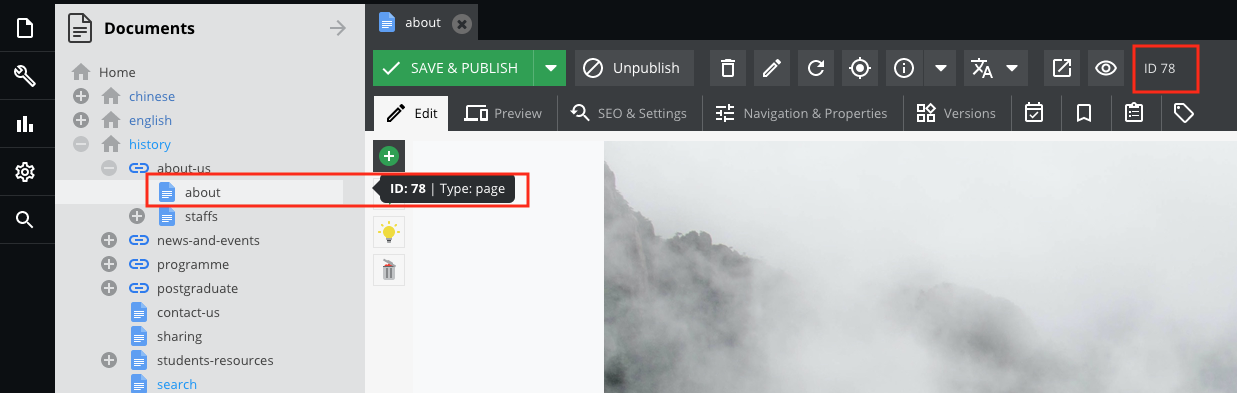 Documents
Home
chinese
english
history
about-us
about
staffs
news-and-events
programme
postgraduate
contact-us
sharing
students-resources
search
about
SAVE & PUBLISH
Unpublish
ID 78
Edit
Preview
SEO & Settings
Navigation & Properties
Versions
ID: 78 | Type: page